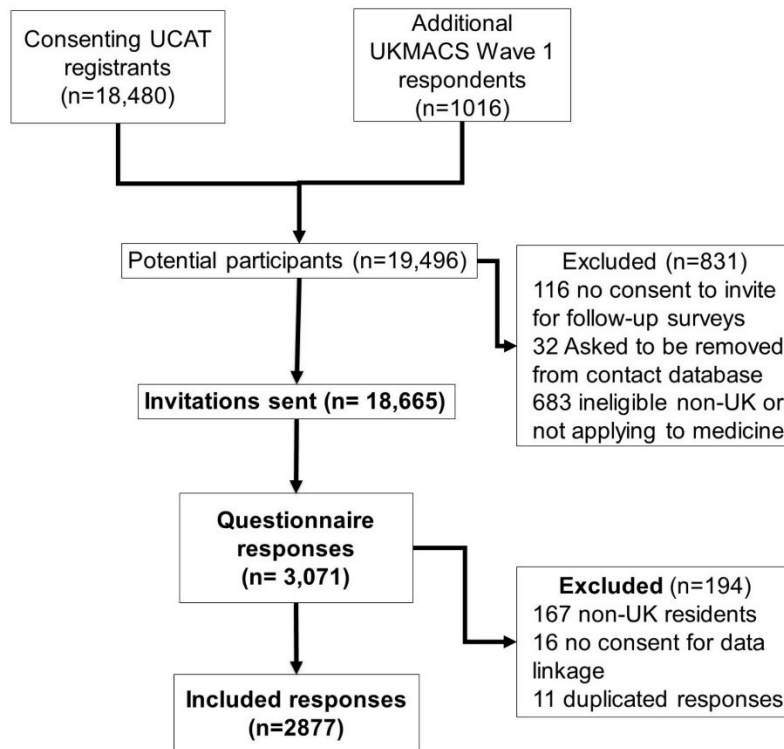 Consenting UCAT
registrants
(n=18,480)
Additional
UKMACS Wave 1
respondents
(n=1016)
Potential participants (n=19,496)
Excluded (n=831)
116 no consent to invite
for follow-up surveys
32 Asked to be removed
from contact database
683 ineligible non-UK or
not applying to medicine
Invitations sent (n= 18,665)
Questionnaire
responses
(n= 3,071)
Excluded (n=194)
167 non-UK residents
16 no consent for data
linkage
11 duplicated responses
Included responses
(n=2877)